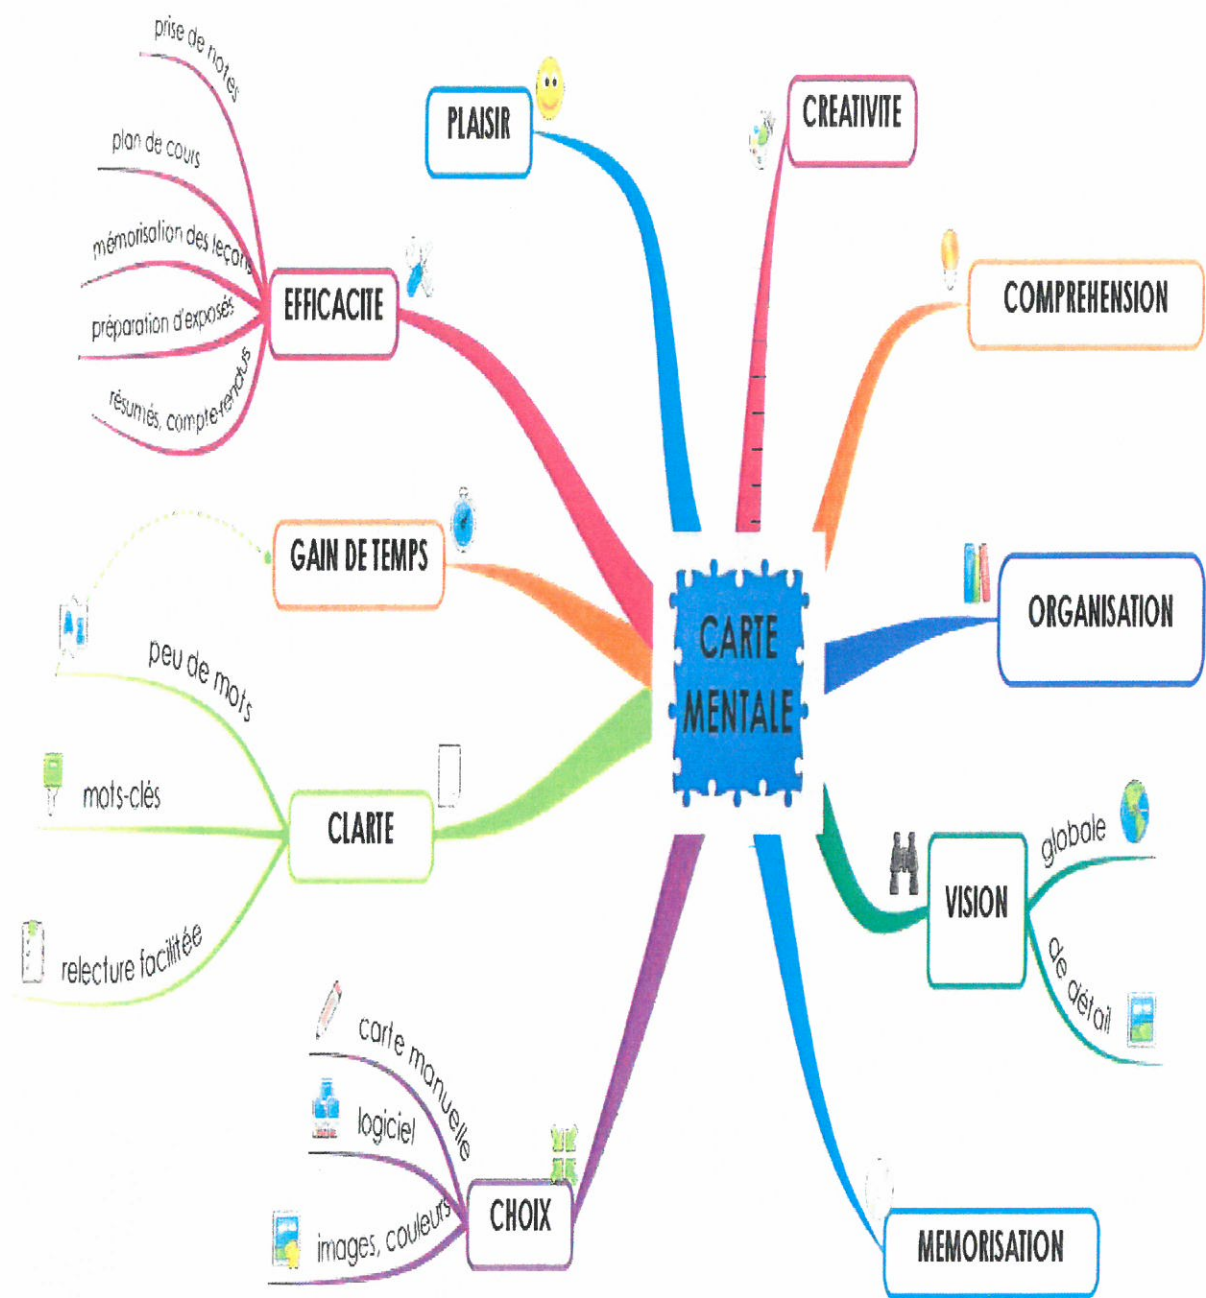 CARTE
MENTALE
CREATIVITE
COMPREHENSION
ORGANISATION
VISION
globale
de détail
MEMORISATION
CHOIX
carte manuelle
logiciel
images, couleurs
CLARTE
peu de mots
mots-clés
relecture facilitée
GAIN DE TEMPS
EFFICACITE
prise de notes
plan de cours
mémorisation des leçons
préparation d'exposés
résumés, compte-rendus
PLAISIR